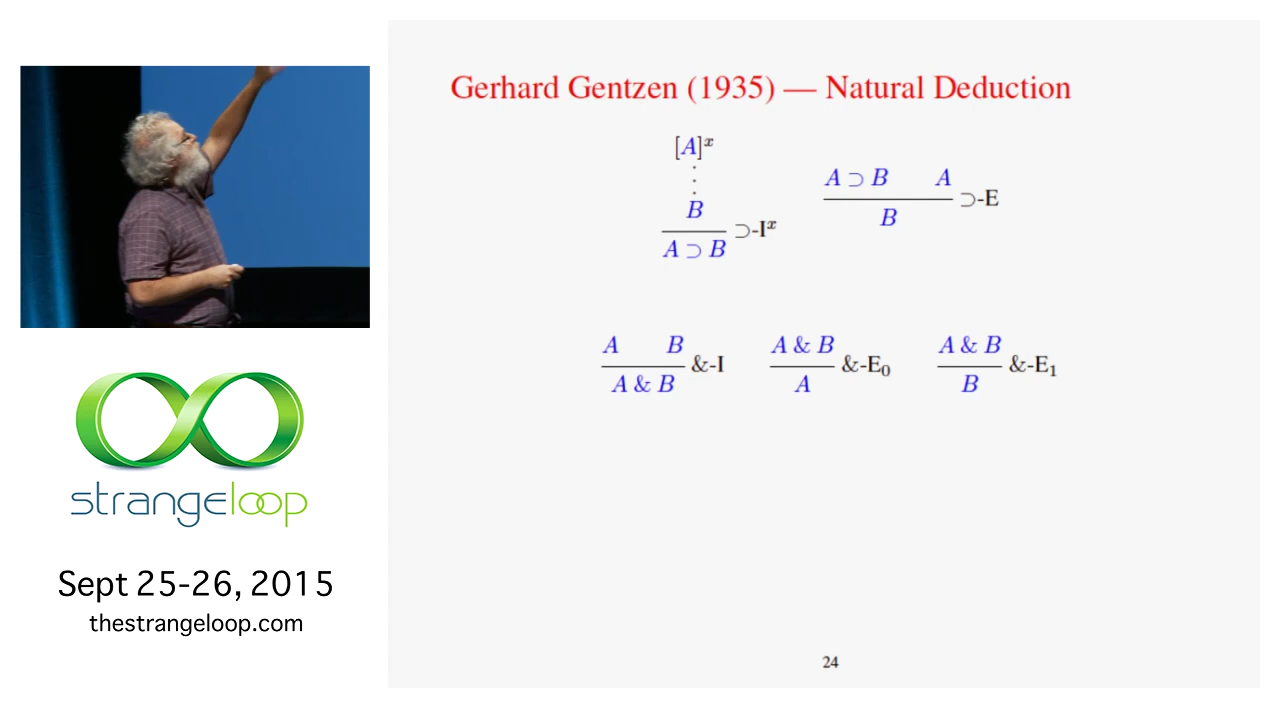 Gerhard Gentzen (1935) — Natural Deduction
[A]ˣ
⋮
B
⊃-Iˣ
A ⊃ B
A ⊃ B A
⊃-E
B
A B
&-I
A & B
A & B
&-E₀
A
A & B
&-E₁
B
24
strangeloop
Sept 25-26, 2015
thestrangeloop.com